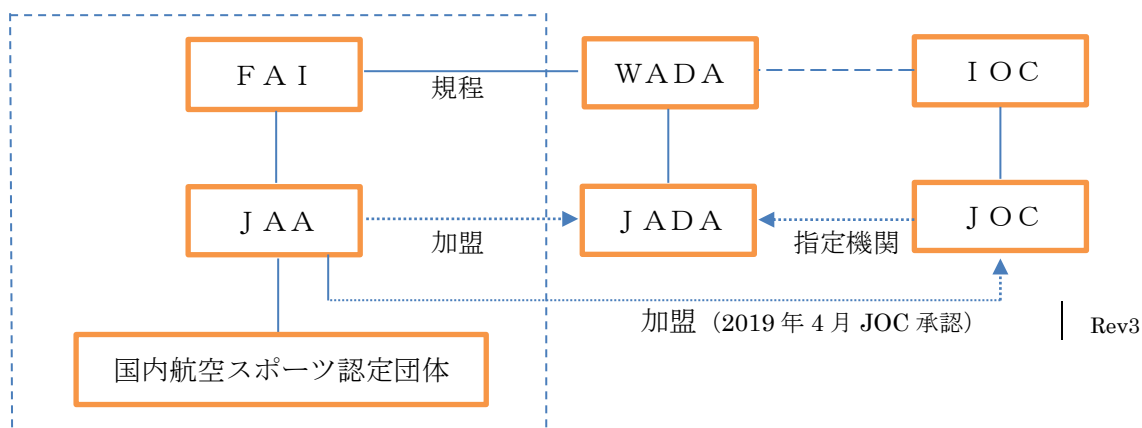 ＦＡＩ
規程
ＷＡＤＡ
ＩＯＣ
ＪＡＡ
加盟
ＪＡＤＡ
指定機関
ＪＯＣ
加盟（2019 年 4 月 JOC 承認）
Rev3
国内航空スポーツ認定団体